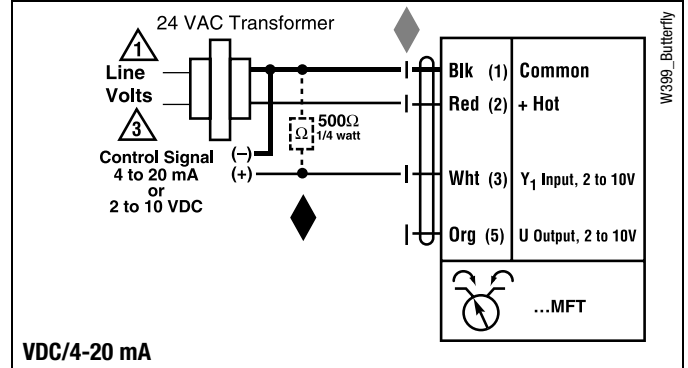 24 VAC Transformer
1
Line
Volts
3
Control Signal
4 to 20 mA
or
2 to 10 VDC
(–)
(+)
Ω
500Ω
1/4 watt
Blk (1) Common
Red (2) + Hot
Wht (3) Y1 Input, 2 to 10V
Org (5) U Output, 2 to 10V
...MFT
VDC/4-20 mA
W399_Butterfly